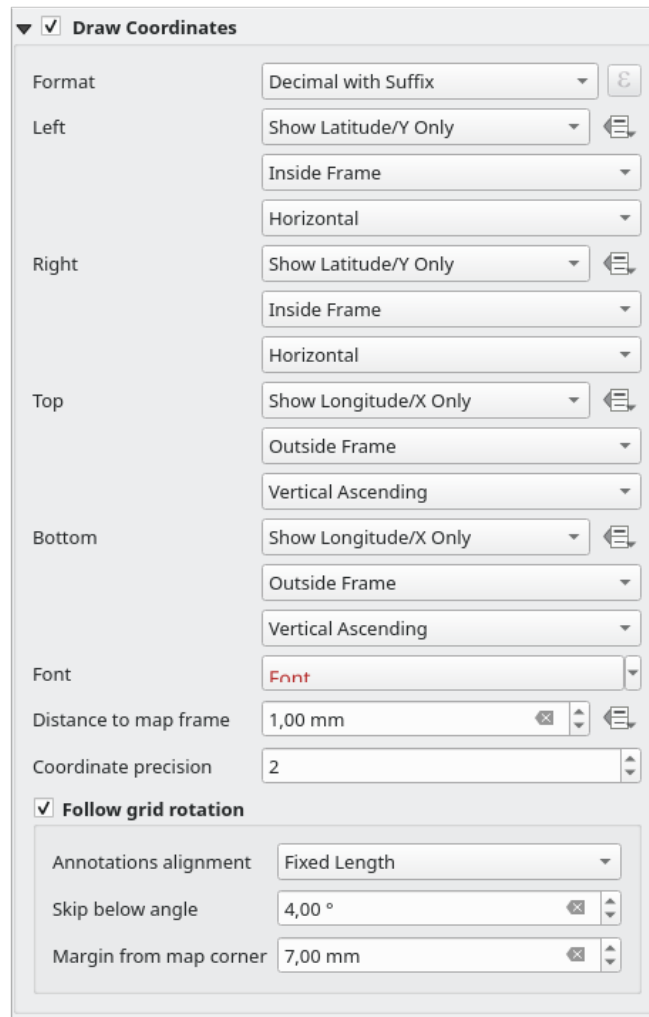 Draw Coordinates
Format Decimal with Suffix ε
Left Show Latitude/Y Only
Inside Frame
Horizontal
Right Show Latitude/Y Only
Inside Frame
Horizontal
Top Show Longitude/X Only
Outside Frame
Vertical Ascending
Bottom Show Longitude/X Only
Outside Frame
Vertical Ascending
Font Font
Distance to map frame 1,00 mm
Coordinate precision 2
Follow grid rotation
Annotations alignment Fixed Length
Skip below angle 4,00 °
Margin from map corner 7,00 mm